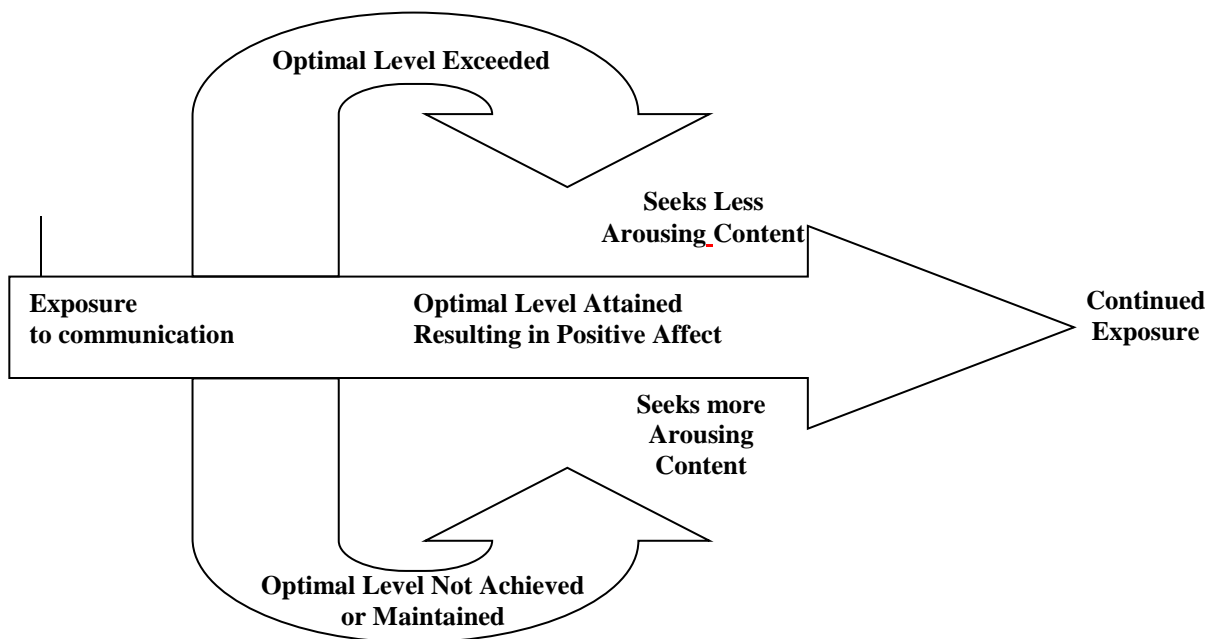 Optimal Level Exceeded
Seeks Less
Arousing Content
Exposure
to communication
Optimal Level Attained
Resulting in Positive Affect
Continued
Exposure
Seeks more
Arousing
Content
Optimal Level Not Achieved
or Maintained